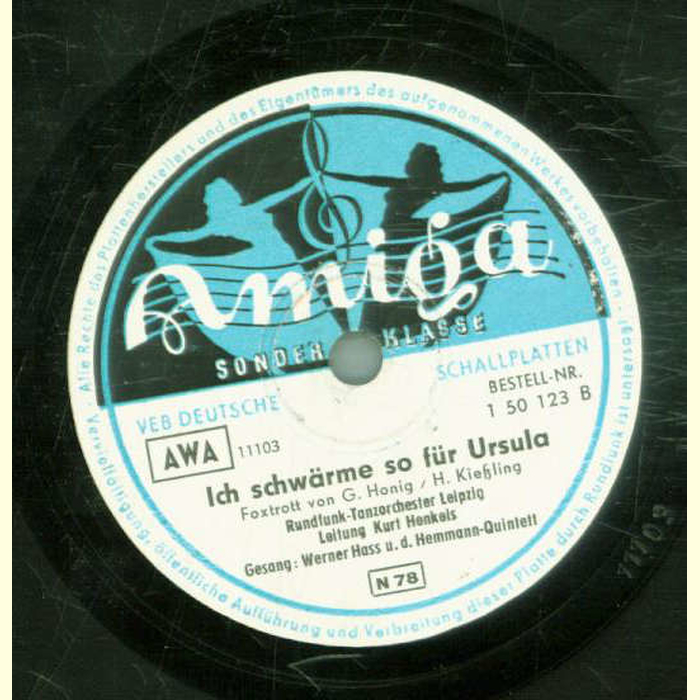 Alle Rechte des Plattenherstellers und des Eigentümers des aufgenommenen Werkes vorbehalten - Vervielfältigung, öffentliche Aufführung und Verbreitung dieser Platte durch Rundfunk ist untersagt
Amiga
SONDER KLASSE
VEB DEUTSCHE SCHALLPLATTEN
BESTELL-NR.
AWA 11103 1 50 123 B
Ich schwärme so für Ursula
Foxtrott von G. Honig / H. Kießling
Rundfunk-Tanzorchester Leipzig
Leitung Kurt Henkels
Gesang: Werner Hass u. d. Hemmann-Quintett
N 78
11103